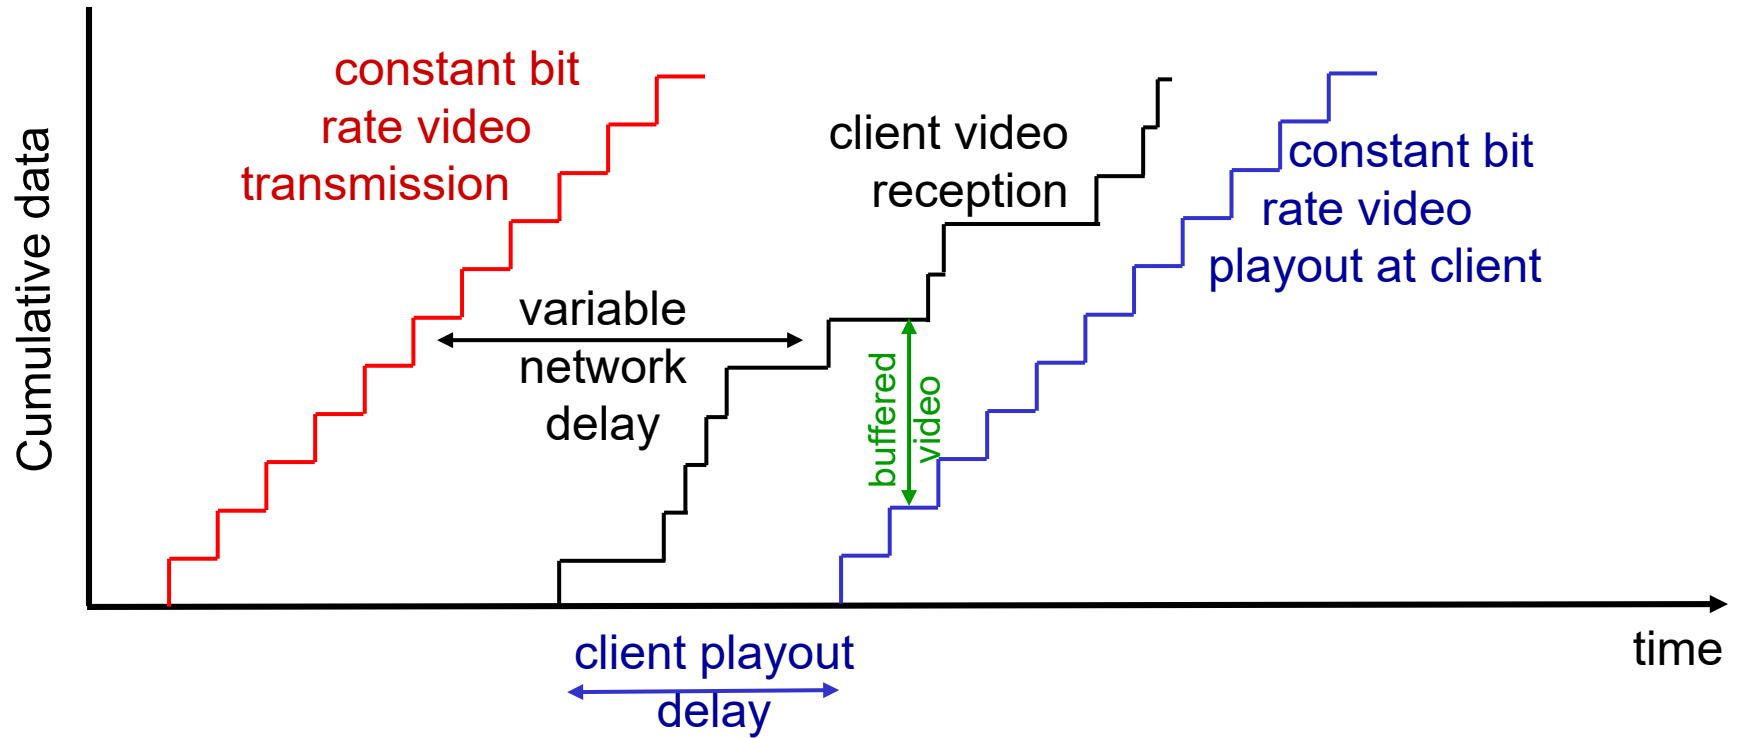 constant bit
rate video
transmission
client video
reception
constant bit
rate video
playout at client
Cumulative data
variable
network
delay
buffered
video
time
client playout
delay